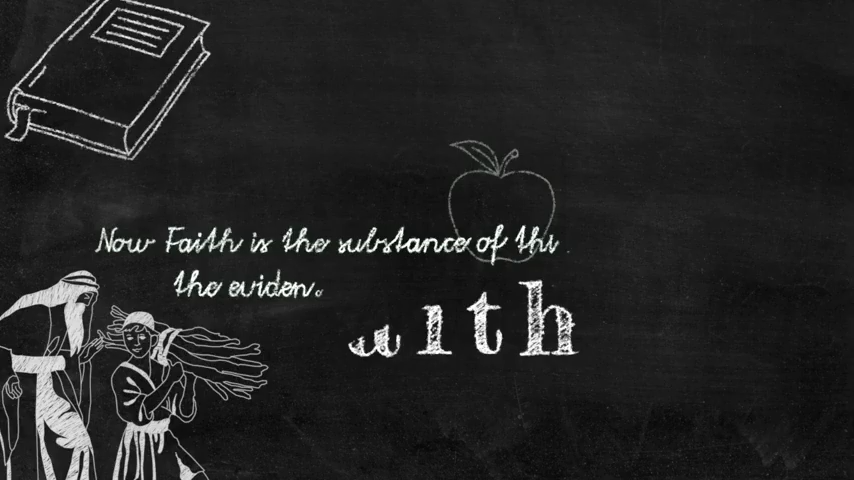 Now Faith is the substance of thi
the eviden
ith